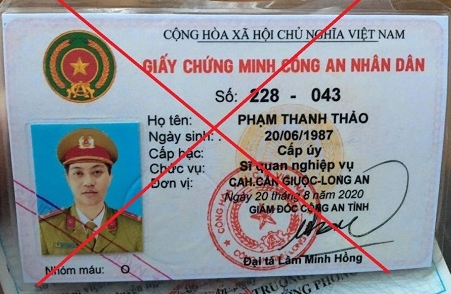 CỘNG HÒA XÃ HỘI CHỦ NGHĨA VIỆT NAM
GIẤY CHỨNG MINH CÔNG AN NHÂN DÂN
Số: 228 - 043
Họ tên: PHẠM THANH THẢO
Ngày sinh: 20/06/1987
Cấp bậc: Cấp úy
Chức vụ: Sĩ quan nghiệp vụ
Đơn vị: CAH.CẦN GIUỘC-LONG AN
Ngày 20 tháng 8 năm 2020
GIÁM ĐỐC CÔNG AN TỈNH
Nhóm máu: O
Đại tá Lâm Minh Hồng